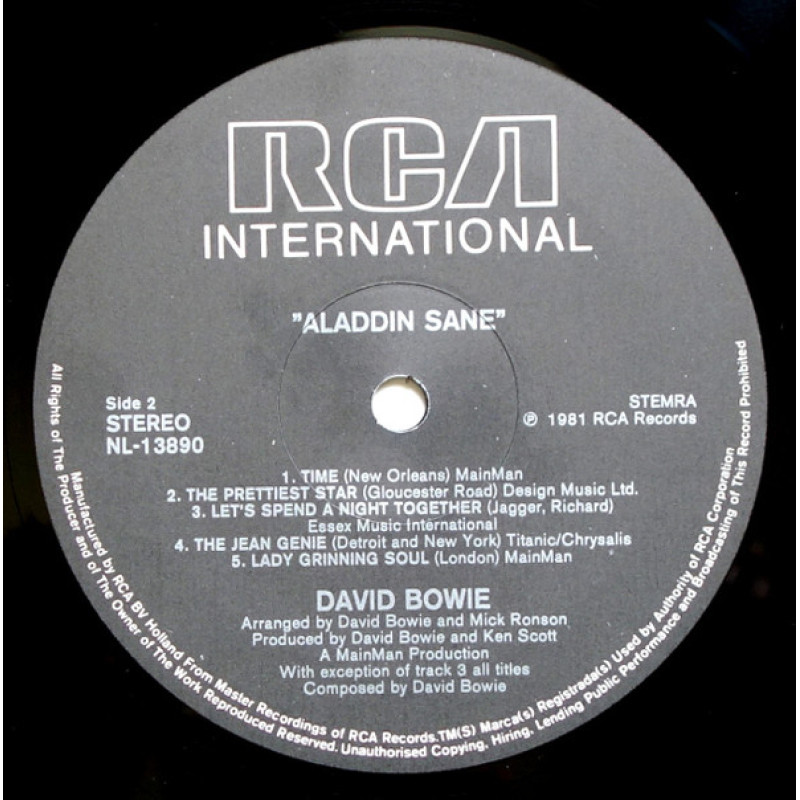 RCA
INTERNATIONAL
"ALADDIN SANE"
Side 2
STEREO
NL-13890
STEMRA
℗ 1981 RCA Records
1. TIME (New Orleans) MainMan
2. THE PRETTIEST STAR (Gloucester Road) Design Music Ltd.
3. LET'S SPEND A NIGHT TOGETHER (Jagger, Richard)
Essex Music International
4. THE JEAN GENIE (Detroit and New York) Titanic/Chrysalis
5. LADY GRINNING SOUL (London) MainMan
DAVID BOWIE
Arranged by David Bowie and Mick Ronson
Produced by David Bowie and Ken Scott
A MainMan Production
With exception of track 3 all titles
Composed by David Bowie
Manufactured by RCA BV Holland From Master Recordings of RCA Records.TM(S) Marca(s) Registrada(s) Used by Authority of RCA Corporation
All Rights of The Producer and of The Owner of The Work Reproduced Reserved. Unauthorised Copying, Hiring, Lending Public Performance and Broadcasting of This Record Prohibited